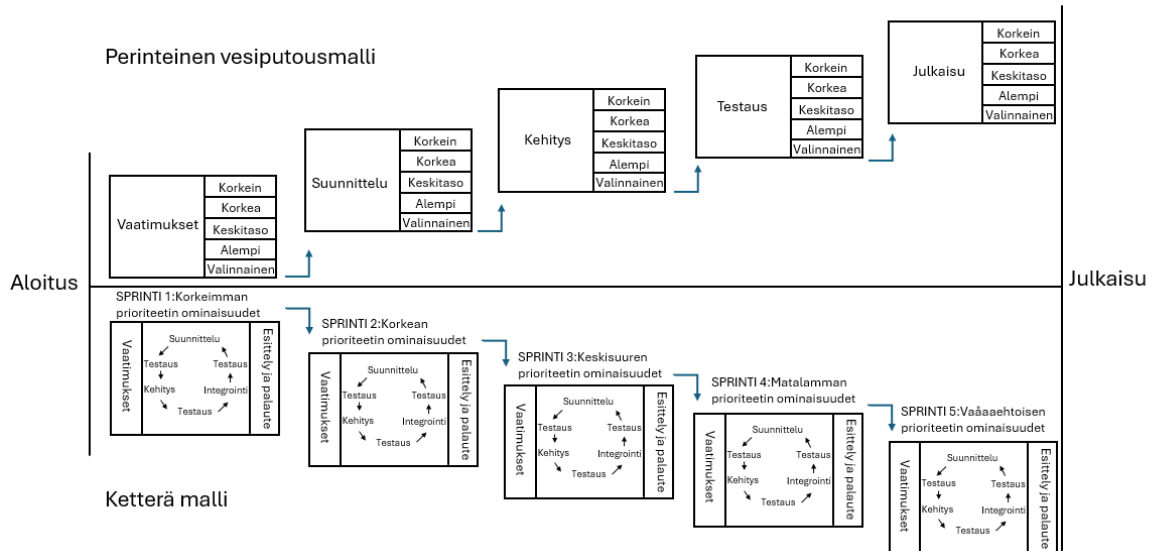 Perinteinen vesiputousmalli
Vaatimukset
Korkein
Korkea
Keskitaso
Alempi
Valinnainen
Suunnittelu
Korkein
Korkea
Keskitaso
Alempi
Valinnainen
Kehitys
Korkein
Korkea
Keskitaso
Alempi
Valinnainen
Testaus
Korkein
Korkea
Keskitaso
Alempi
Valinnainen
Julkaisu
Korkein
Korkea
Keskitaso
Alempi
Valinnainen
Aloitus
Julkaisu
SPRINTI 1:Korkeimman
prioriteetin ominaisuudet
Vaatimukset
Suunnittelu
Testaus
Kehitys
Testaus
Integrointi
Testaus
Esittely ja palaute
SPRINTI 2:Korkean
prioriteetin ominaisuudet
Vaatimukset
Suunnittelu
Testaus
Kehitys
Testaus
Integrointi
Testaus
Esittely ja palaute
SPRINTI 3:Keskisuuren
prioriteetin ominaisuudet
Vaatimukset
Suunnittelu
Testaus
Kehitys
Testaus
Integrointi
Testaus
Esittely ja palaute
SPRINTI 4:Matalamman
prioriteetin ominaisuudet
Vaatimukset
Suunnittelu
Testaus
Kehitys
Testaus
Integrointi
Testaus
Esittely ja palaute
SPRINTI 5:Vaåaaehtoisen
prioriteetin ominaisuudet
Vaatimukset
Suunnittelu
Testaus
Kehitys
Testaus
Integrointi
Testaus
Esittely ja palaute
Ketterä malli